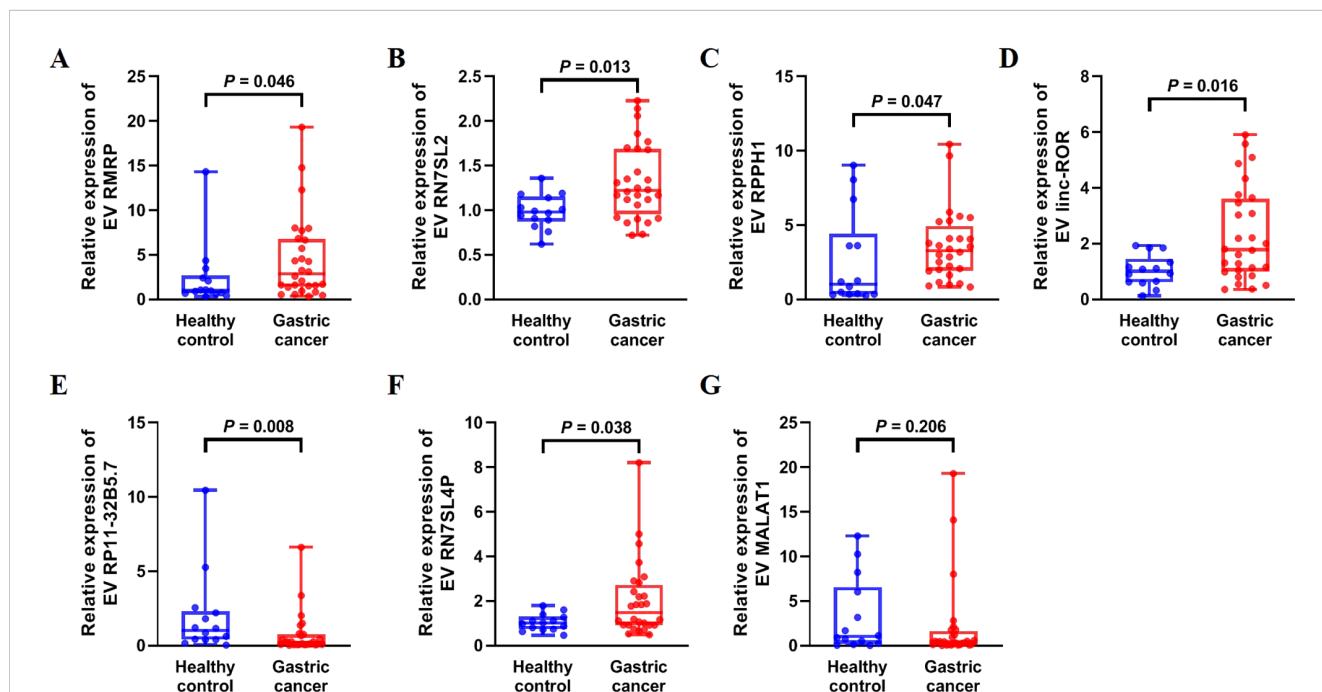 A
Relative expression of
EV RMRP
25
20
15
10
5
0
P = 0.046
Healthy
control
Gastric
cancer
B
Relative expression of
EV RN7SL2
2.5
2.0
1.5
1.0
0.5
0.0
P = 0.013
Healthy
control
Gastric
cancer
C
Relative expression of
EV RPPH1
15
10
5
0
P = 0.047
Healthy
control
Gastric
cancer
D
Relative expression of
EV linc-ROR
8
6
4
2
0
P = 0.016
Healthy
control
Gastric
cancer
E
Relative expression of
EV RP11-32B5.7
15
10
5
0
P = 0.008
Healthy
control
Gastric
cancer
F
Relative expression of
EV RN7SL4P
10
8
6
4
2
0
P = 0.038
Healthy
control
Gastric
cancer
G
Relative expression of
EV MALAT1
25
20
15
10
5
0
P = 0.206
Healthy
control
Gastric
cancer